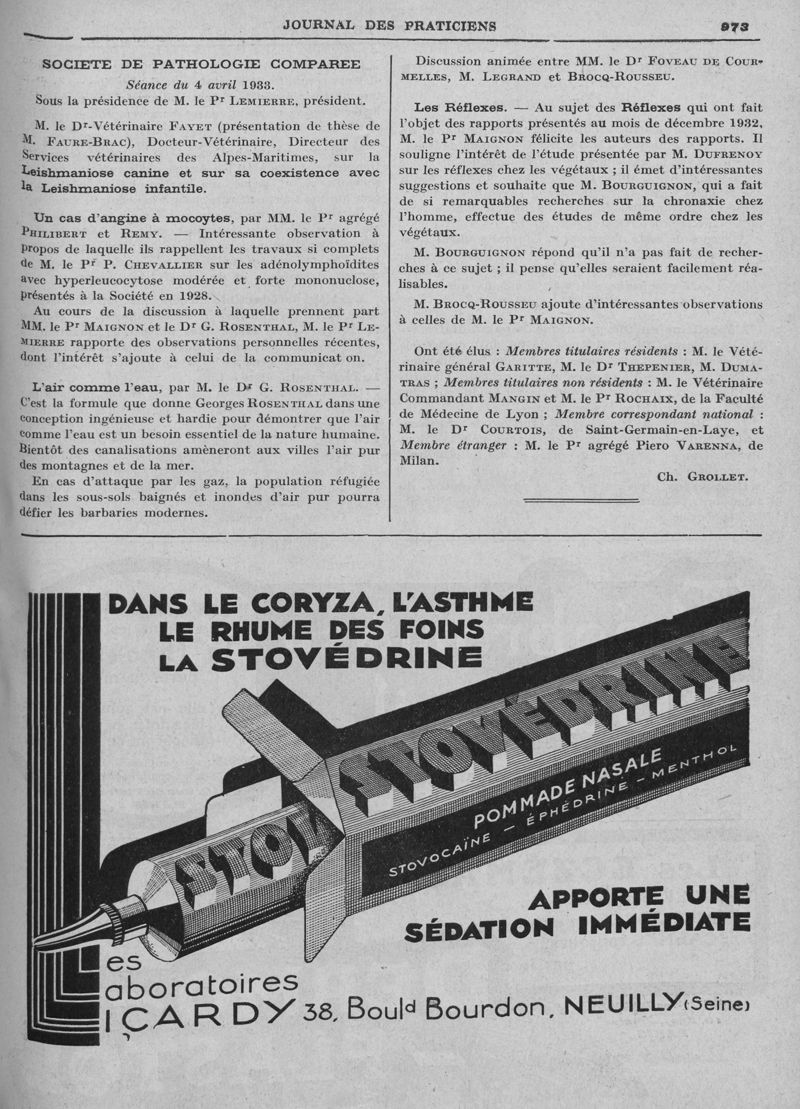 JOURNAL DES PRATICIENS
973
SOCIETE DE PATHOLOGIE COMPAREE
Séance du 4 avril 1933.
Sous la présidence de M. le Pr LEMIERRE, président.
M. le Dr-Vétérinaire FAYET (présentation de thèse de
M. FAURE-BRAC), Docteur-Vétérinaire, Directeur des
Services vétérinaires des Alpes-Maritimes, sur la
Leishmaniose canine et sur sa coexistence avec
la Leishmaniose infantile.
Un cas d'angine à mocytes, par MM. le Pr agrégé
PHILIBERT et REMY. — Intéressante observation à
propos de laquelle ils rappellent les travaux si complets
de M. le Pr P. CHEVALLIER sur les adénolymphoïdites
avec hyperleucocytose modérée et forte mononuclose,
présentés à la Société en 1928.
Au cours de la discussion à laquelle prennent part
MM. le Pr MAIGNON et le Dr G. ROSENTHAL, M. le Pr LE-
MIERRE rapporte des observations personnelles récentes,
dont l'intérêt s'ajoute à celui de la communicat on.
L'air comme l'eau, par M. le Dr G. ROSENTHAL. —
C'est la formule que donne Georges ROSENTHAL dans une
conception ingénieuse et hardie pour démontrer que l'air
comme l'eau est un besoin essentiel de la nature humaine.
Bientôt des canalisations amèneront aux villes l'air pur
des montagnes et de la mer.
En cas d'attaque par les gaz, la population réfugiée
dans les sous-sols baignés et inondes d'air pur pourra
défier les barbaries modernes.
Discussion animée entre MM. le Dr FOVEAU DE COUR-
MELLES, M. LEGRAND et BROCQ-ROUSSEU.
Les Réflexes. — Au sujet des Réflexes qui ont fait
l'objet des rapports présentés au mois de décembre 1932,
M. le Pr MAIGNON félicite les auteurs des rapports. Il
souligne l'intérêt de l'étude présentée par M. DUFRENOY
sur les réflexes chez les végétaux ; il émet d'intéressantes
suggestions et souhaite que M. BOURGUIGNON, qui a fait
de si remarquables recherches sur la chronaxie chez
l'homme, effectue des études de même ordre chez les
végétaux.
M. BOURGUIGNON répond qu'il n'a pas fait de recher-
ches à ce sujet ; il pense qu'elles seraient facilement réa-
lisables.
M. BROCQ-ROUSSEU ajoute d'intéressantes observations
à celles de M. le Pr MAIGNON.
Ont été élus : Membres titulaires résidents : M. le Vété-
rinaire général GARITTE, M. le Dr THEPENIER, M. DUMA-
TRAS ; Membres titulaires non résidents : M. le Vétérinaire
Commandant MANGIN et M. le Pr ROCHAIX, de la Faculté
de Médecine de Lyon ; Membre correspondant national :
M. le Dr COURTOIS, de Saint-Germain-en-Laye, et
Membre étranger : M. le Pr agrégé Piero VARENNA, de
Milan.
Ch. GROLLET.
DANS LE CORYZA, L'ASTHME
LE RHUME DES FOINS
LA STOVÉDRINE
STOVÉDRINE
POMMADE NASALE
STOVOCAÏNE — ÉPHÉDRINE — MENTHOL
STOV
APPORTE UNE
SÉDATION IMMÉDIATE
Les
Laboratoires
IÇARDY 38, Bould Bourdon, NEUILLY (Seine)